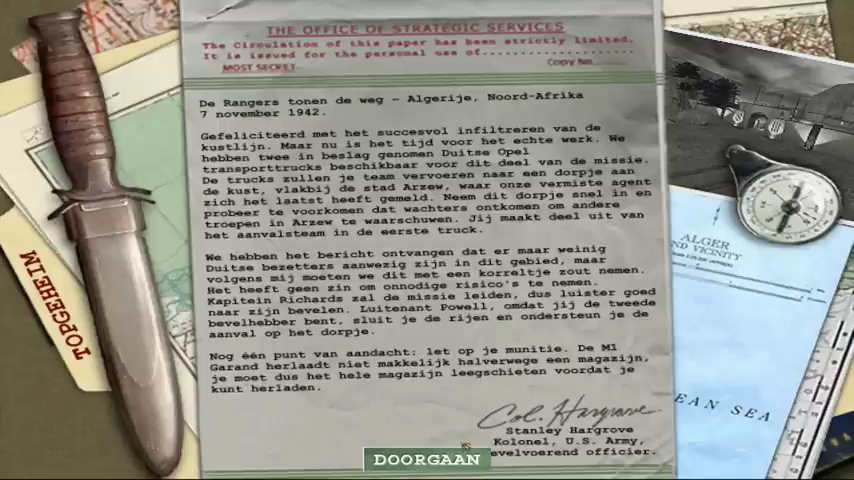 THE OFFICE OF STRATEGIC SERVICES
The Circulation of this paper has been strictly limited.
It is issued for the personal use of
MOST SECRET
Copy No.
De Rangers tonen de weg - Algerije, Noord-Afrika
7 november 1942.
Gefeliciteerd met het succesvol infiltreren van de
kustlijn. Maar nu is het tijd voor het echte werk. We
hebben twee in beslag genomen Duitse Opel
transporttrucks beschikbaar voor dit deel van de missie.
De trucks zullen je team vervoeren naar een dorpje aan
de kust, vlakbij de stad Arzew, waar onze vermiste agent
zich het laatst heeft gemeld. Neem dit dorpje snel in en
probeer te voorkomen dat wachters ontkomen om andere
troepen in Arzew te waarschuwen. Jij maakt deel uit van
het aanvalsteam in de eerste truck.
We hebben het bericht ontvangen dat er maar weinig
Duitse bezetters aanwezig zijn in dit gebied, maar
volgens mij moeten we dit met een korreltje zout nemen.
Het heeft geen zin om onnodige risico's te nemen.
Kapitein Richards zal de missie leiden, dus luister goed
naar zijn bevelen. Luitenant Powell, omdat jij de tweede
bevelhebber bent, sluit je de rijen en ondersteun je de
aanval op het dorpje.
Nog één punt van aandacht: let op je munitie. De M1
Garand herlaadt niet makkelijk halverwege een magazijn,
je moet dus het hele magazijn leegschieten voordat je
kunt herladen.
Col. Hargrave
Stanley Hargrove
Kolonel, U.S. Army,
evelvoerend officier.
DOORGAAN
TOPGEHEIM
ALGER
ND VICINITY
EAN SEA